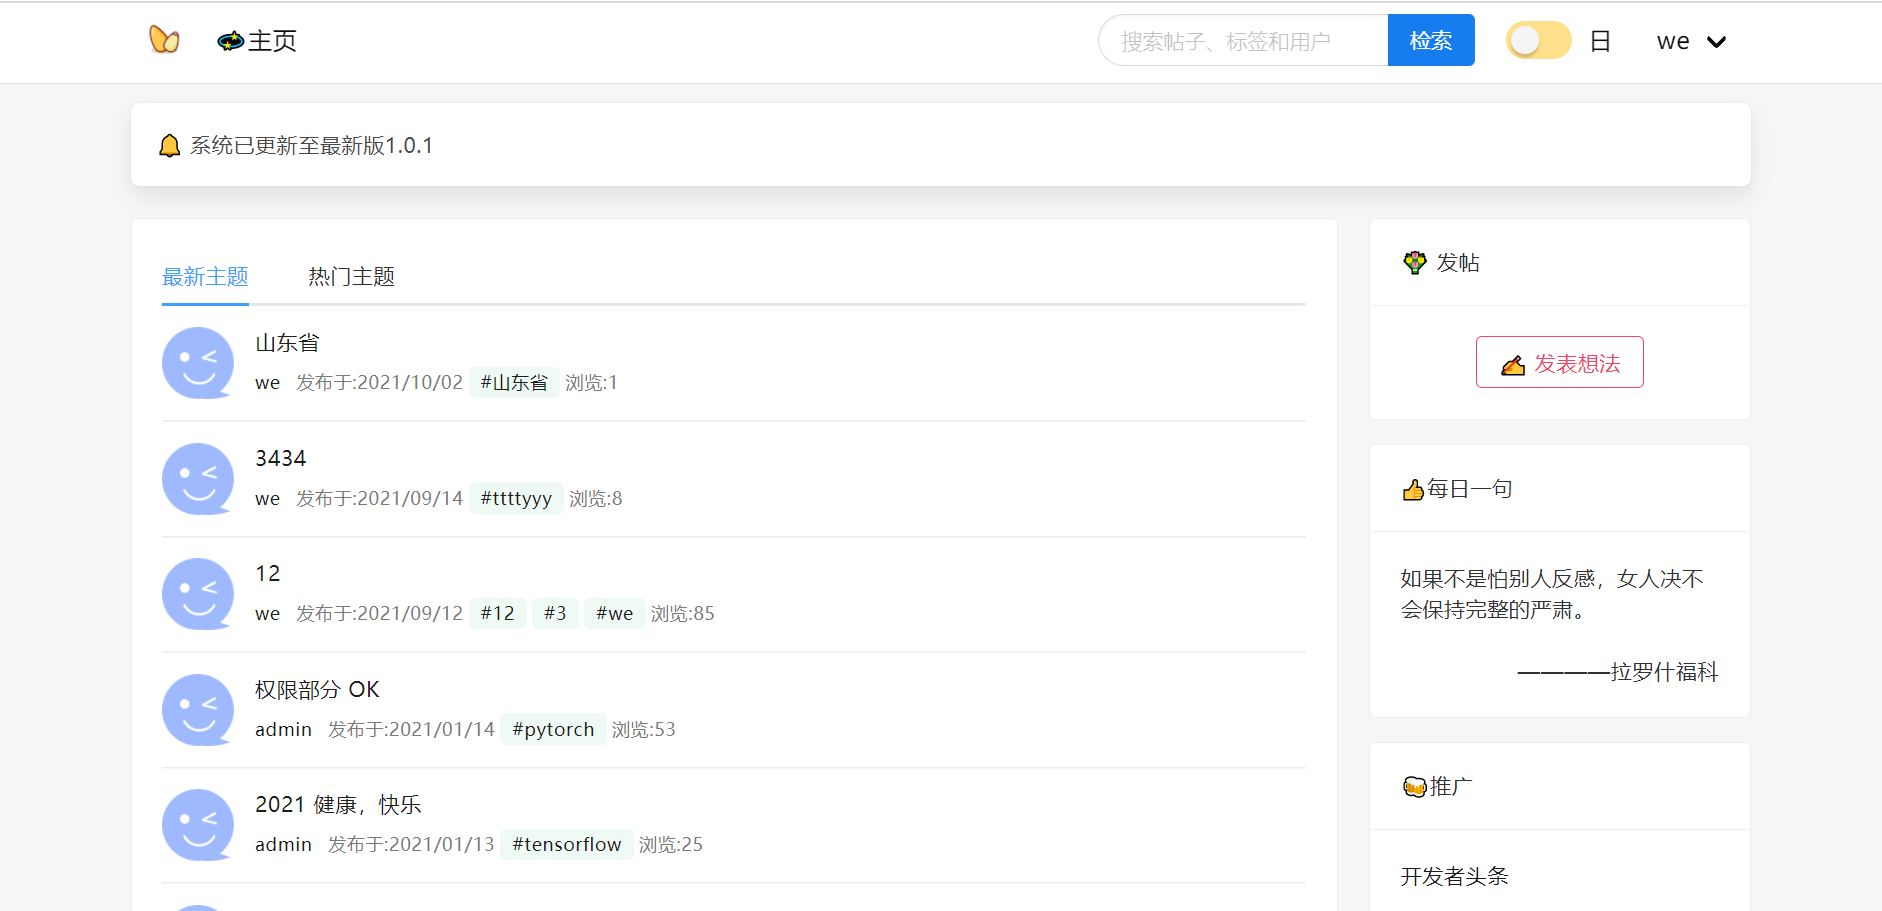 主页
搜索帖子、标签和用户
检索
日
we
系统已更新至最新版1.0.1
最新主题
热门主题
山东省
we 发布于:2021/10/02 #山东省 浏览:1
3434
we 发布于:2021/09/14 #ttttyyy 浏览:8
12
we 发布于:2021/09/12 #12 #3 #we 浏览:85
权限部分 OK
admin 发布于:2021/01/14 #pytorch 浏览:53
2021 健康，快乐
admin 发布于:2021/01/13 #tensorflow 浏览:25
发帖
发表想法
每日一句
如果不是怕别人反感，女人决不
会保持完整的严肃。
————拉罗什福科
推广
开发者头条